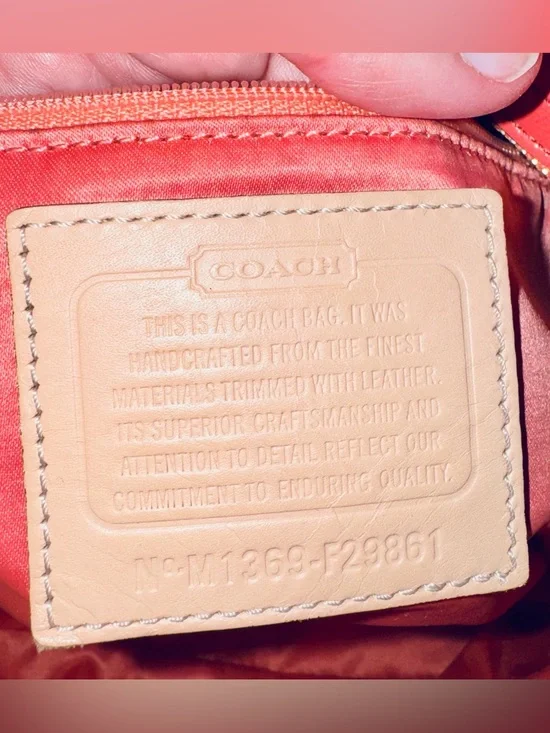 COACH
THIS IS A COACH BAG. IT WAS
HANDCRAFTED FROM THE FINEST
MATERIALS TRIMMED WITH LEATHER.
ITS SUPERIOR CRAFTSMANSHIP AND
ATTENTION TO DETAIL REFLECT OUR
COMMITMENT TO ENDURING QUALITY.
Nº-M1369-F29861